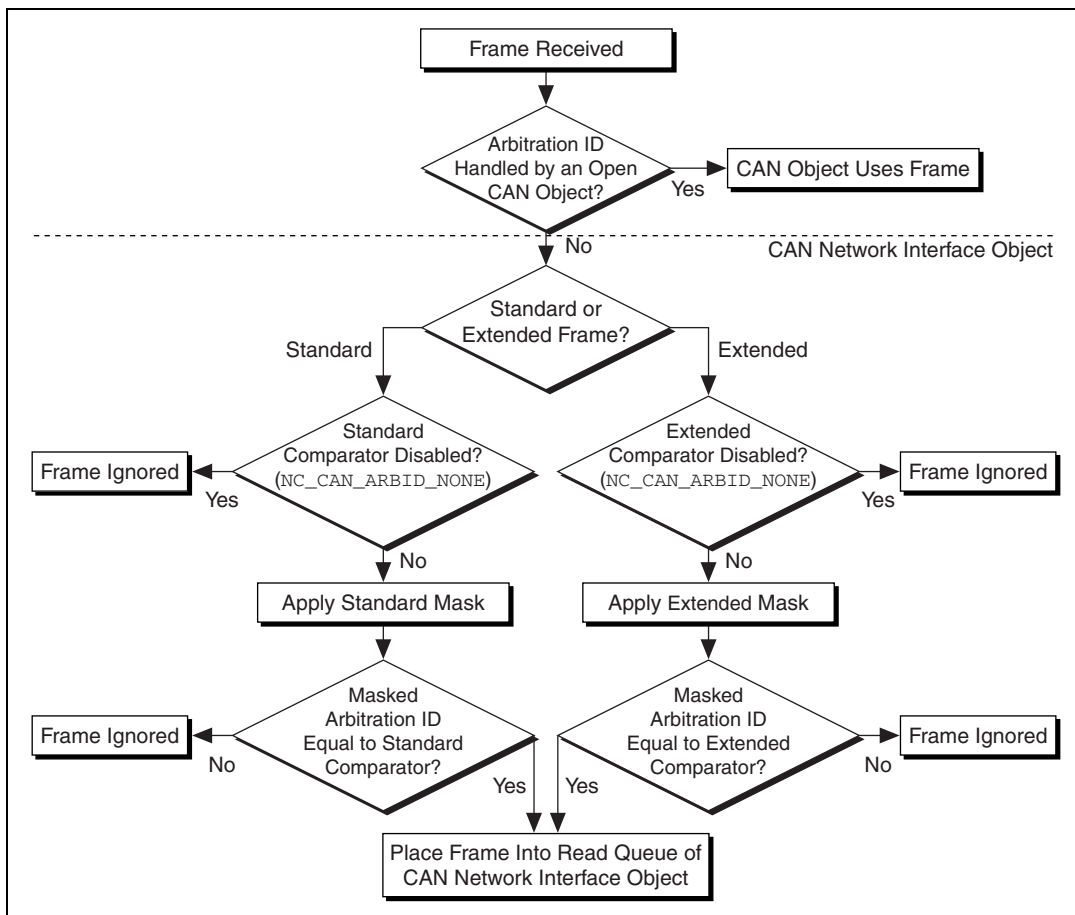 Frame Received
Arbitration ID
Handled by an Open
CAN Object?
Yes
CAN Object Uses Frame
No
CAN Network Interface Object
Standard or
Extended Frame?
Standard
Extended
Standard
Comparator Disabled?
(NC_CAN_ARBID_NONE)
Extended
Comparator Disabled?
(NC_CAN_ARBID_NONE)
Frame Ignored
Yes
Yes
Frame Ignored
No
No
Apply Standard Mask
Apply Extended Mask
Masked
Arbitration ID
Equal to Standard
Comparator?
Masked
Arbitration ID
Equal to Extended
Comparator?
Frame Ignored
No
Yes
Yes
No
Frame Ignored
Place Frame Into Read Queue of
CAN Network Interface Object